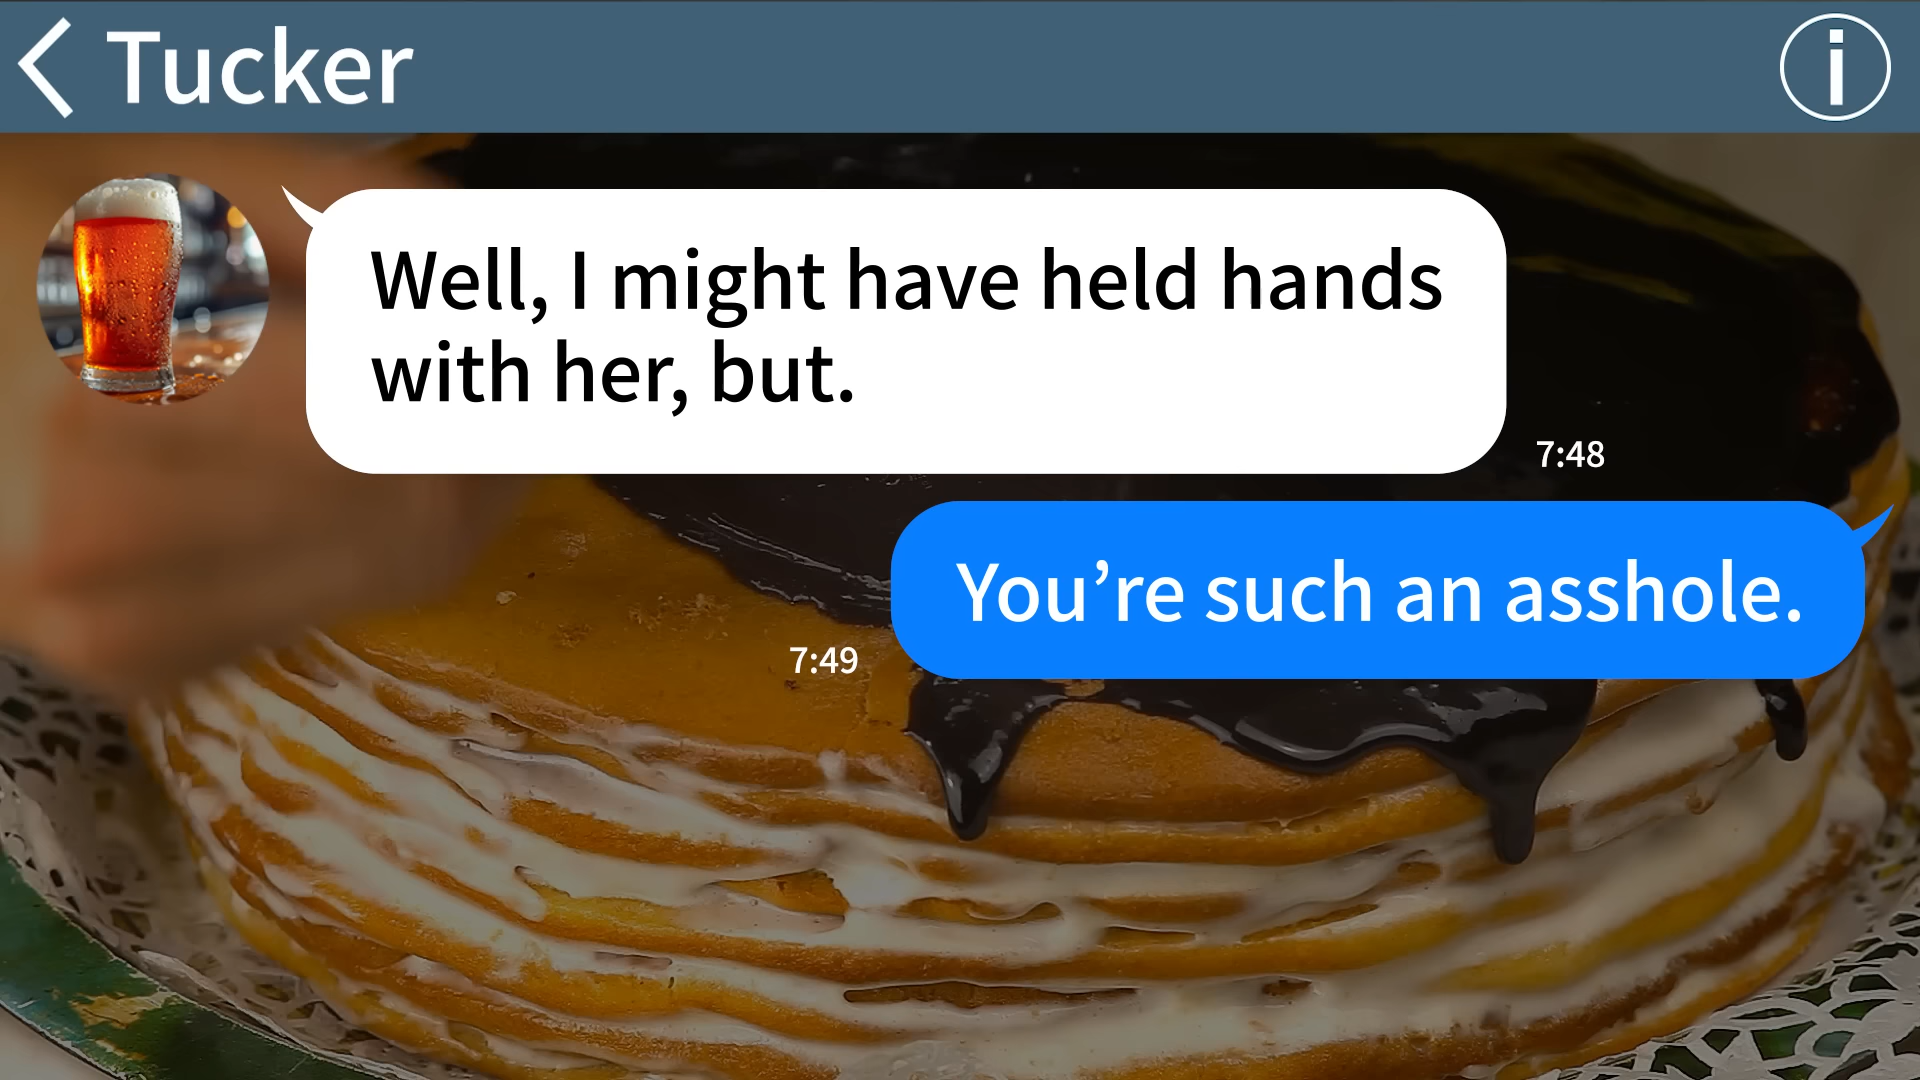 Tucker
Well, I might have held hands
with her, but.
7:48
You’re such an asshole.
7:49